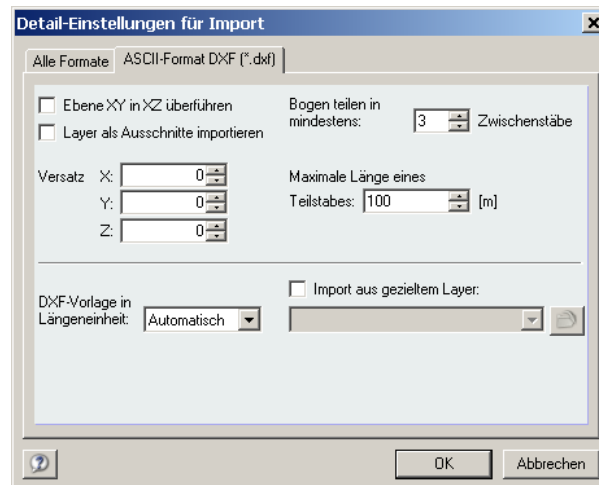 Detail-Einstellungen für Import
Alle Formate
ASCII-Format DXF (*.dxf)
Ebene XY in XZ überführen
Layer als Ausschnitte importieren
Bogen teilen in
mindestens: 3 Zwischenstäbe
Versatz X: 0
Y: 0
Z: 0
Maximale Länge eines
Teilstabes: 100 [m]
DXF-Vorlage in
Längeneinheit: Automatisch
Import aus gezieltem Layer:
OK
Abbrechen